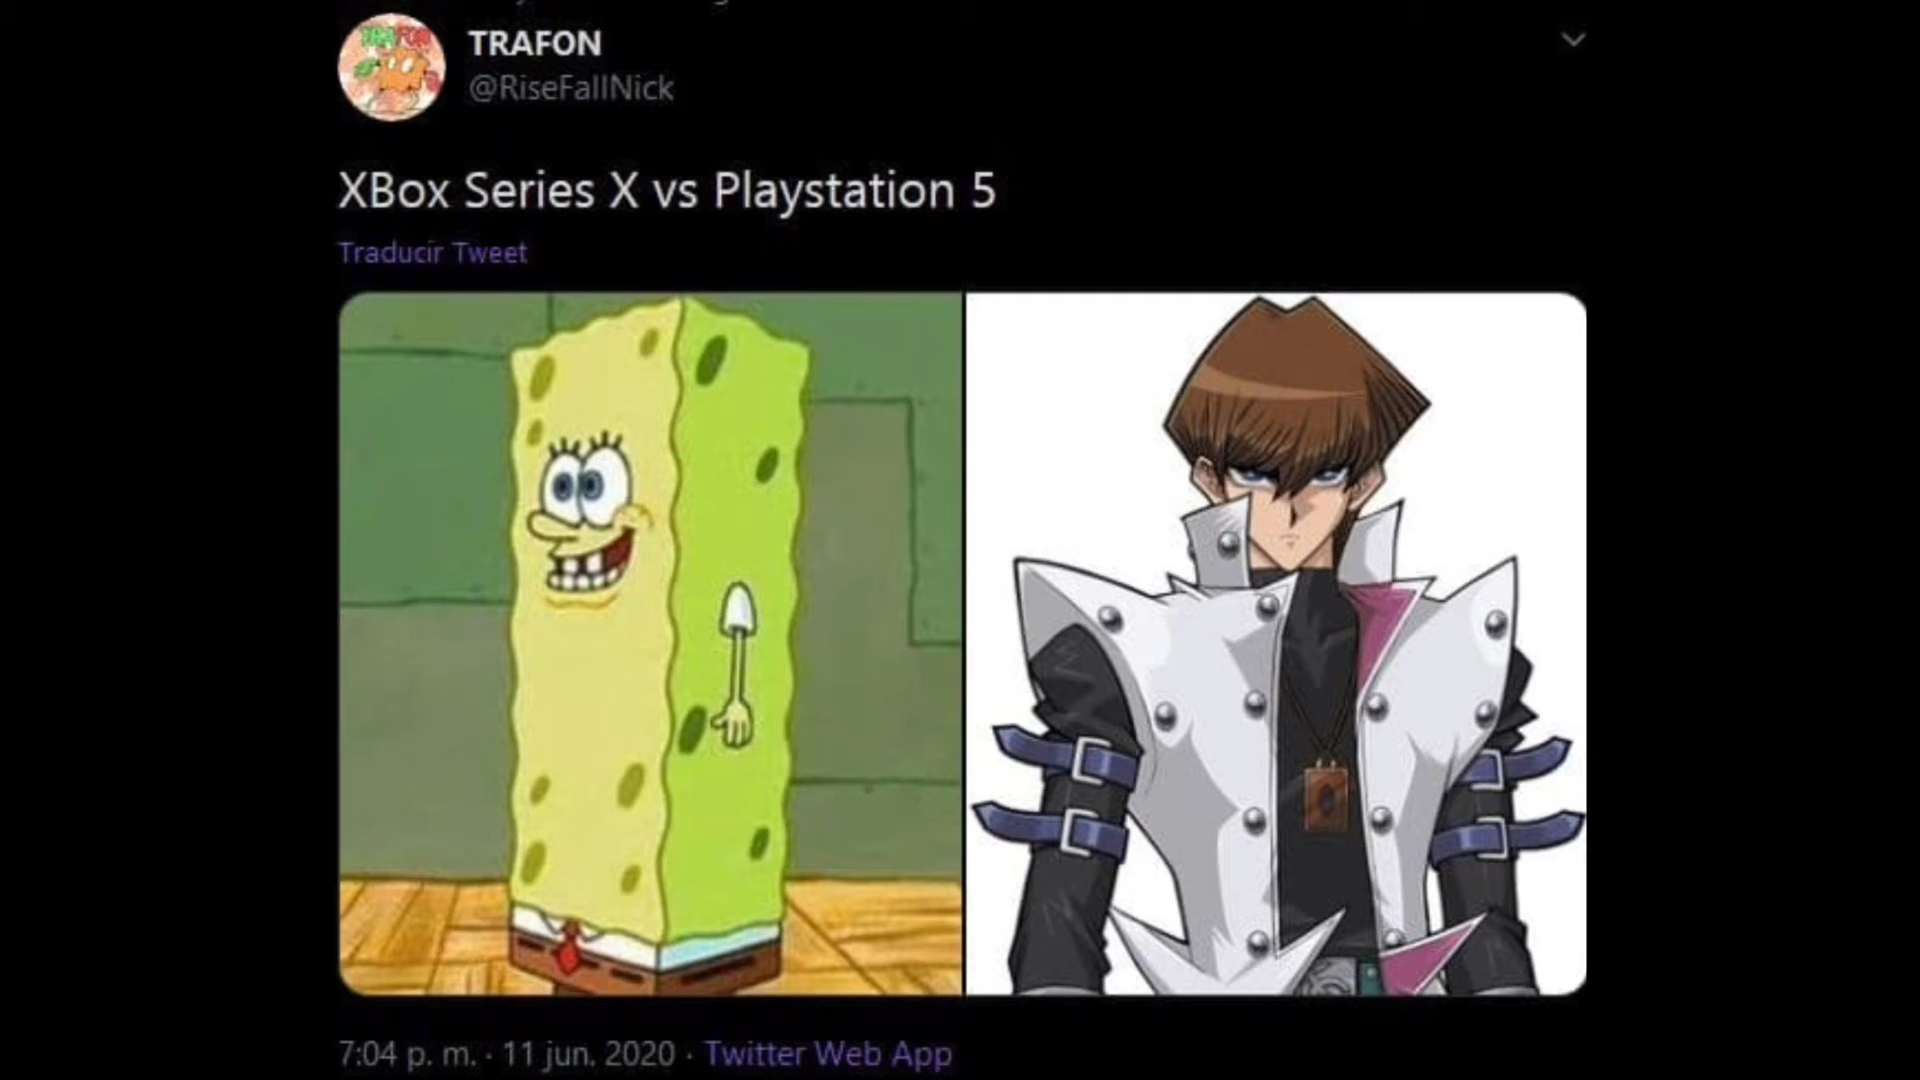 TRAFON
@RiseFallNick
XBox Series X vs Playstation 5
Traducir Tweet
7:04 p. m. · 11 jun. 2020 · Twitter Web App